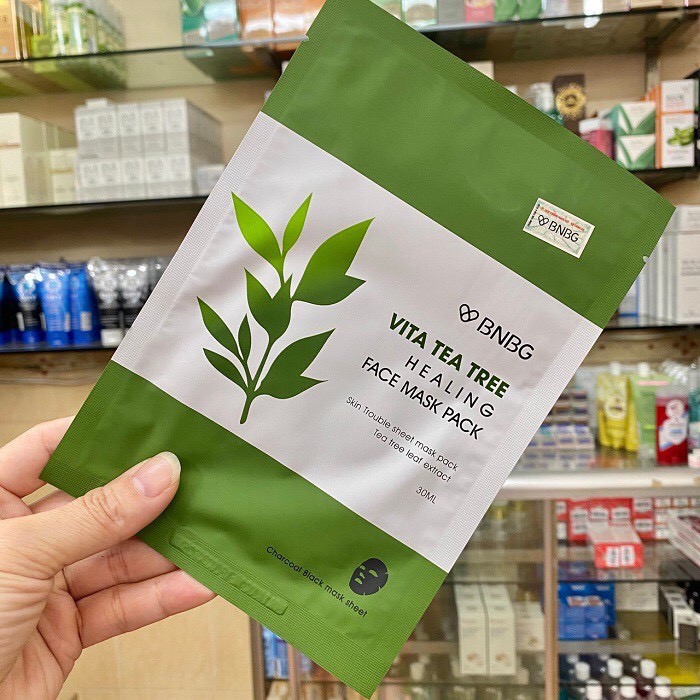 BNBG
BNBG
VITA TEA TREE
HEALING
FACE MASK PACK
Skin Trouble sheet mask pack
Tea tree leaf extract
30ML
Charcoal Black mask sheet